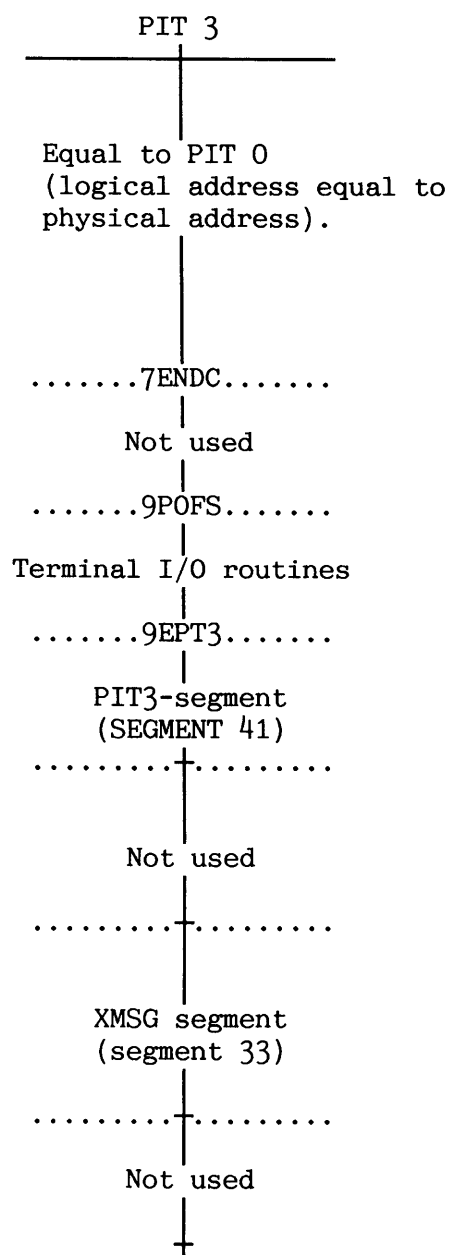 PIT 3
Equal to PIT 0
(logical address equal to
physical address).
.......7ENDC.......
Not used
.......9POFS.......
Terminal I/O routines
.......9EPT3.......
PIT3-segment
(SEGMENT 41)
Not used
XMSG segment
(segment 33)
Not used